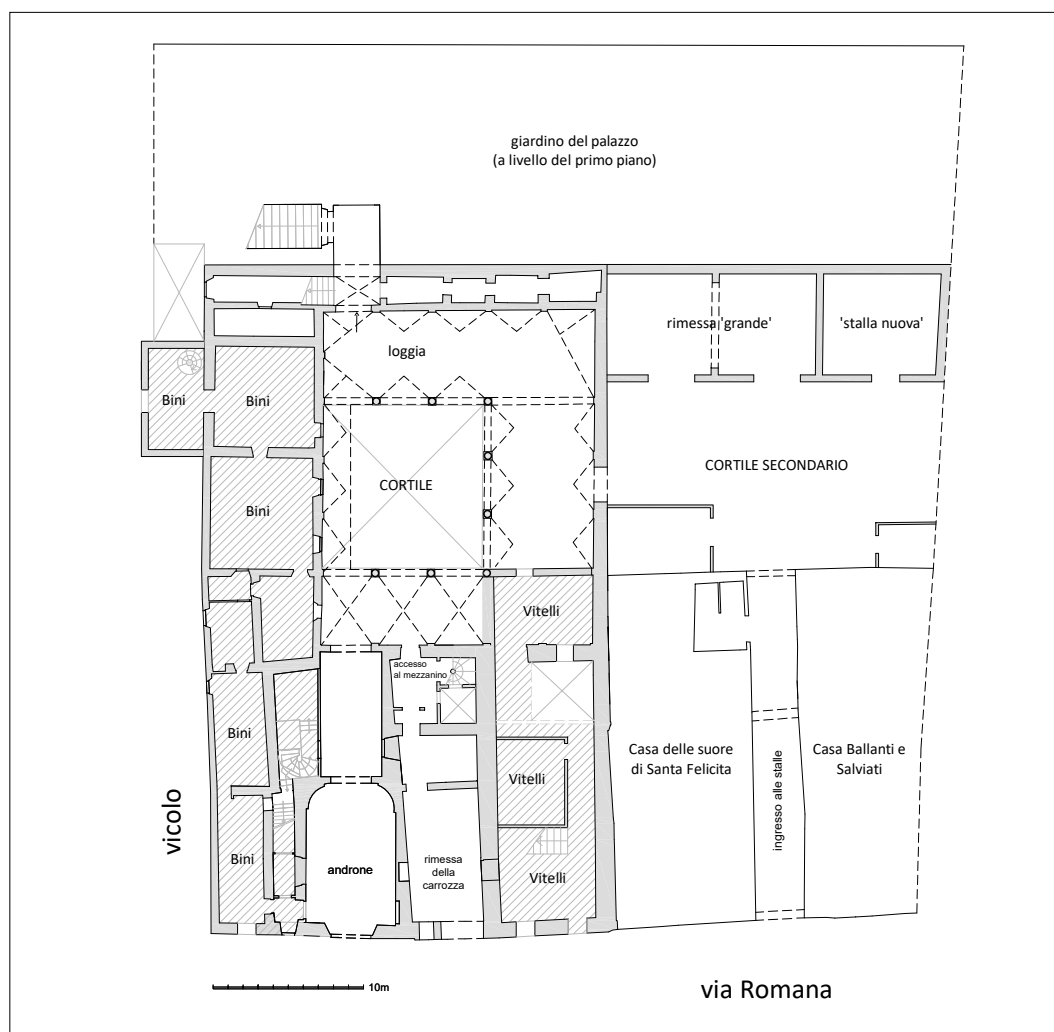 giardino del palazzo
(a livello del primo piano)
rimessa 'grande'
'stalla nuova'
loggia
Bini
Bini
Bini
CORTILE
CORTILE SECONDARIO
Vitelli
accesso
al mezzanino
Bini
Vitelli
Casa delle suore
di Santa Felicita
Casa Ballanti e
Salviati
ingresso alle stalle
vicolo
Bini
androne
rimessa
della
carrozza
Vitelli
10m
via Romana